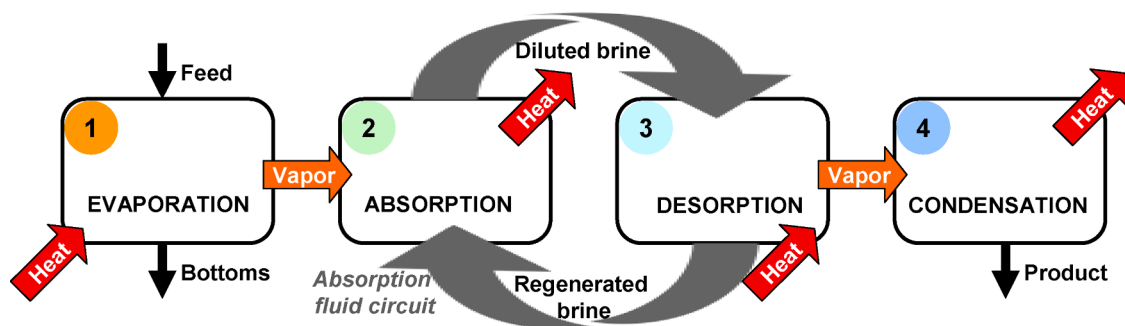 Diluted brine
Feed
Heat
Heat
1
2
3
4
Vapor
Vapor
EVAPORATION
ABSORPTION
DESORPTION
CONDENSATION
Heat
Heat
Bottoms
Absorption
fluid circuit
Regenerated
brine
Product